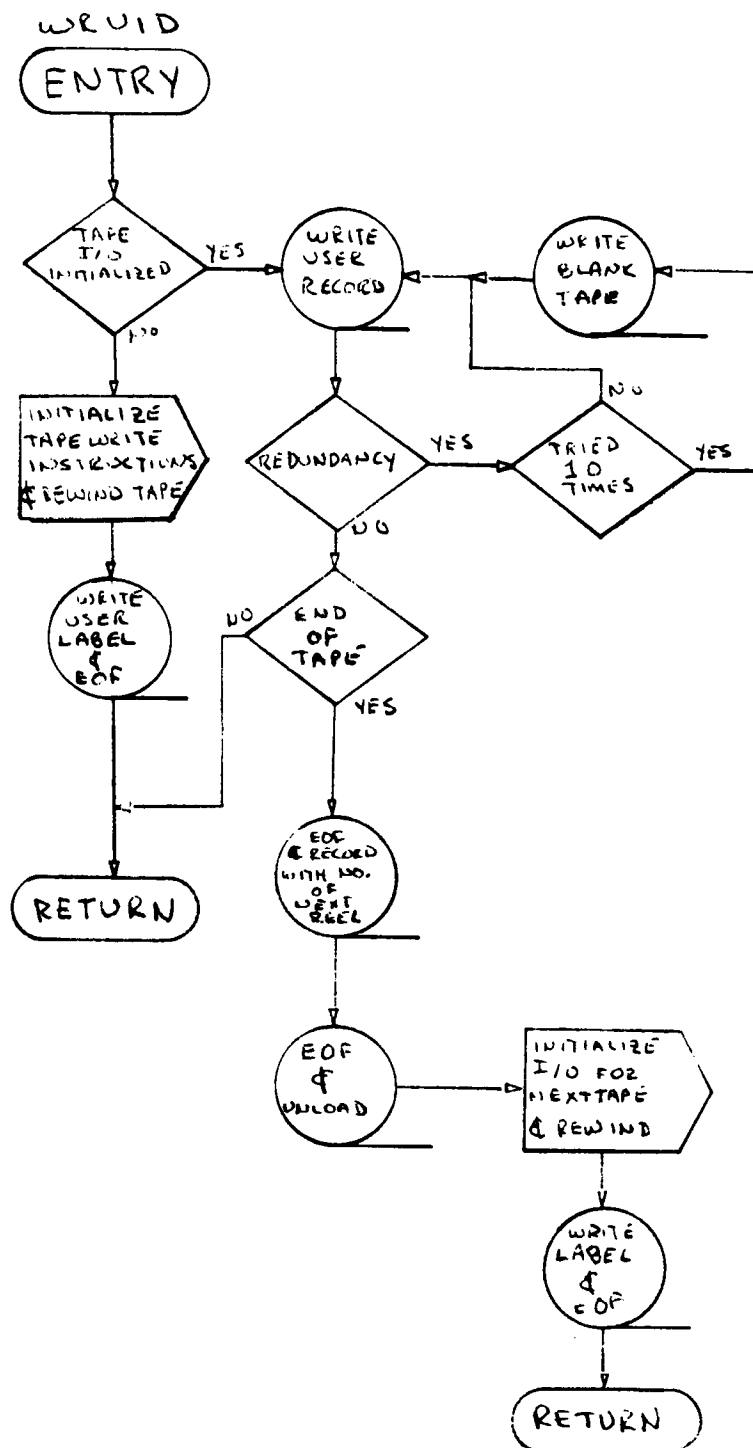 WRUID
ENTRY
TAPE
I/O
INITIALIZED
YES
NO
WRITE
USER
RECORD
WRITE
BLANK
TAPE
INITIALIZE
TAPE WRITE
INSTRUCTIONS
& REWIND TAPE
REDUNDANCY
YES
NO
TRIED
10
TIMES
NO
YES
WRITE
USER
LABEL
&
EOF
END
OF
TAPE
NO
YES
RETURN
EOF
& RECORD
WITH NO.
OF
NEXT
REEL
EOF
&
UNLOAD
INITIALIZE
I/O FOR
NEXT TAPE
& REWIND
WRITE
LABEL
&
EOF
RETURN